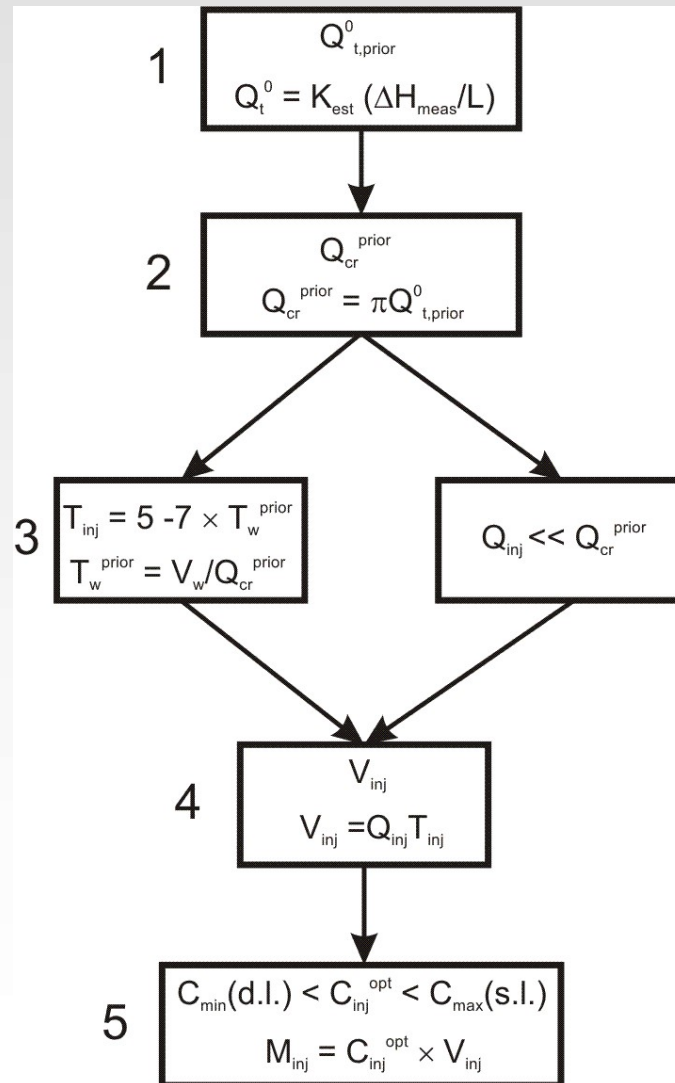 1
Q⁰t,prior
Qt⁰ = Kest (ΔHmeas/L)
2
Qcr^prior
Qcr^prior = πQ⁰t,prior
3
Tinj = 5 -7 × Tw^prior
Tw^prior = Vw/Qcr^prior
Qinj << Qcr^prior
4
Vinj
Vinj =QinjTinj
5
Cmin(d.l.) < Cinj^opt < Cmax(s.l.)
Minj = Cinj^opt × Vinj